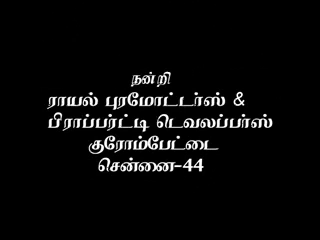 நன்றி
ராயல் புரமோட்டர்ஸ் &
பிராப்பர்ட்டி டெவலப்பர்ஸ்
குரோம்பேட்டை
சென்னை-44